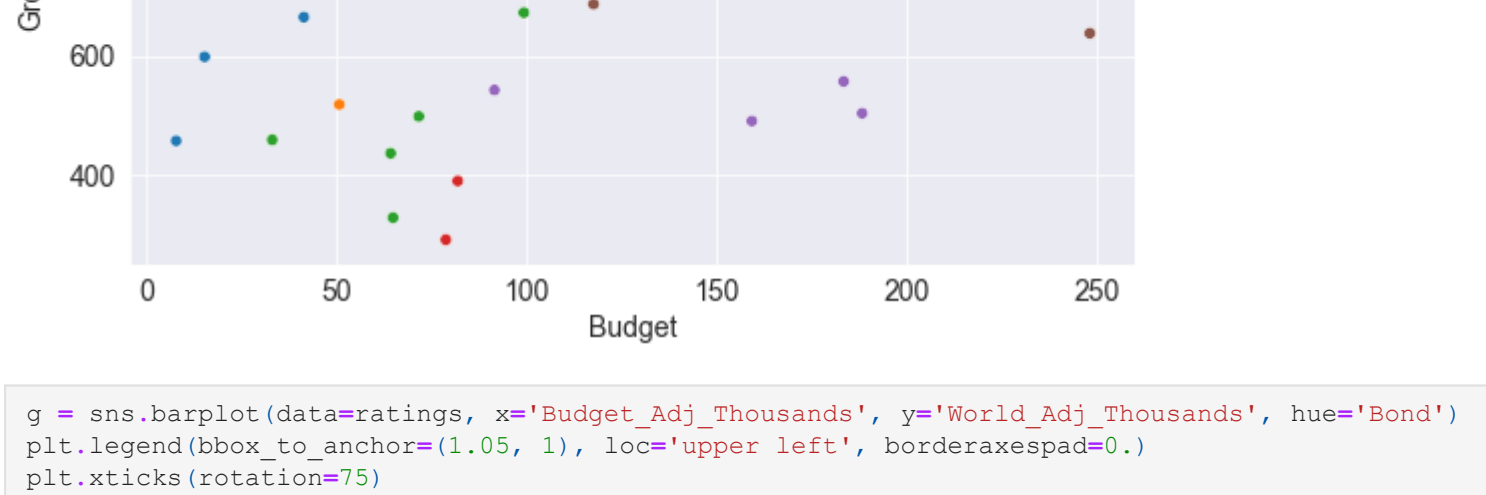 600
400
0 50 100 150 200 250
Budget
g = sns.barplot(data=ratings, x='Budget_Adj_Thousands', y='World_Adj_Thousands', hue='Bond')
plt.legend(bbox_to_anchor=(1.05, 1), loc='upper left', borderaxespad=0.)
plt.xticks(rotation=75)